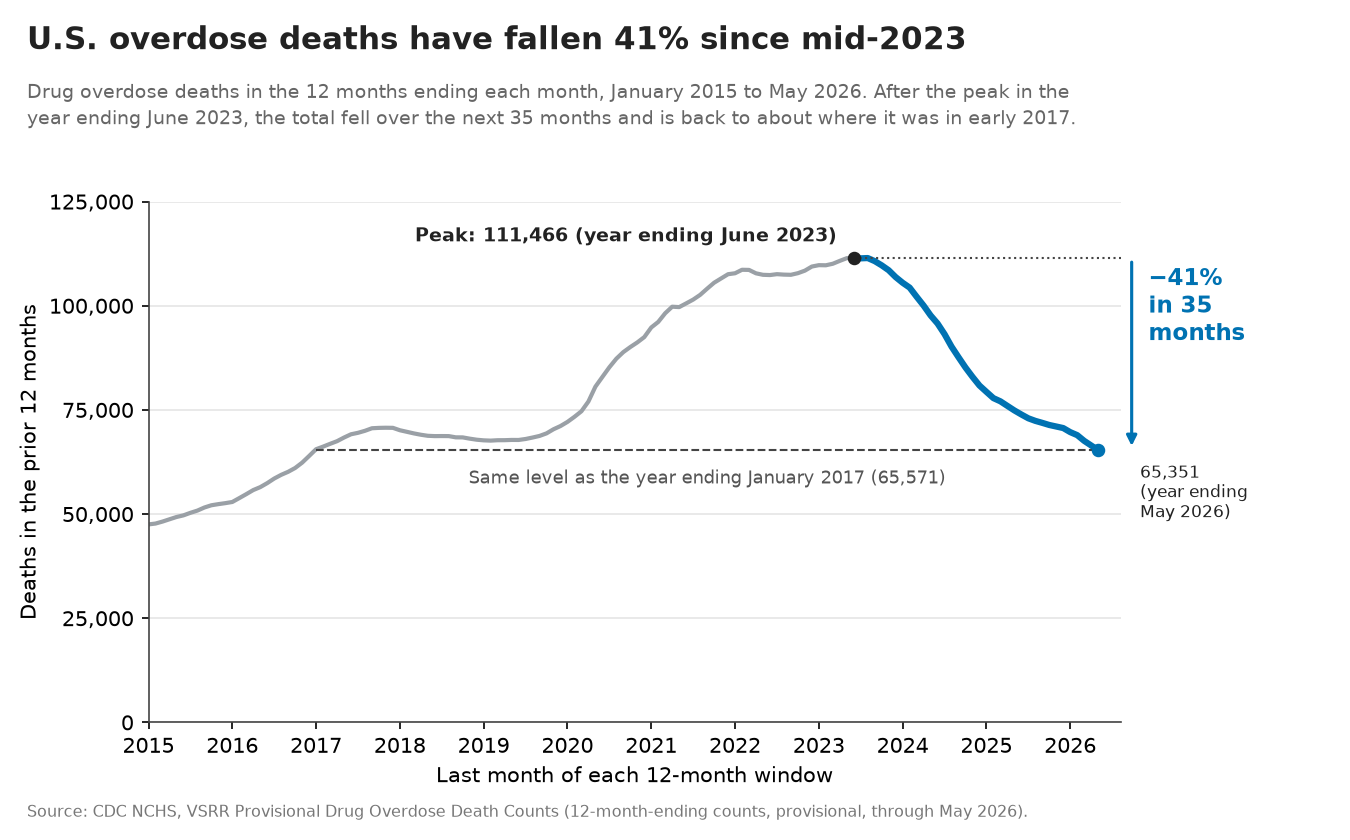 U.S. overdose deaths have fallen 41% since mid-2023
Drug overdose deaths in the 12 months ending each month, January 2015 to May 2026. After the peak in the
year ending June 2023, the total fell over the next 35 months and is back to about where it was in early 2017.
Deaths in the prior 12 months
125,000
100,000
75,000
50,000
25,000
0
Peak: 111,466 (year ending June 2023)
−41%
in 35
months
Same level as the year ending January 2017 (65,571)
65,351
(year ending
May 2026)
2015 2016 2017 2018 2019 2020 2021 2022 2023 2024 2025 2026
Last month of each 12-month window
Source: CDC NCHS, VSRR Provisional Drug Overdose Death Counts (12-month-ending counts, provisional, through May 2026).